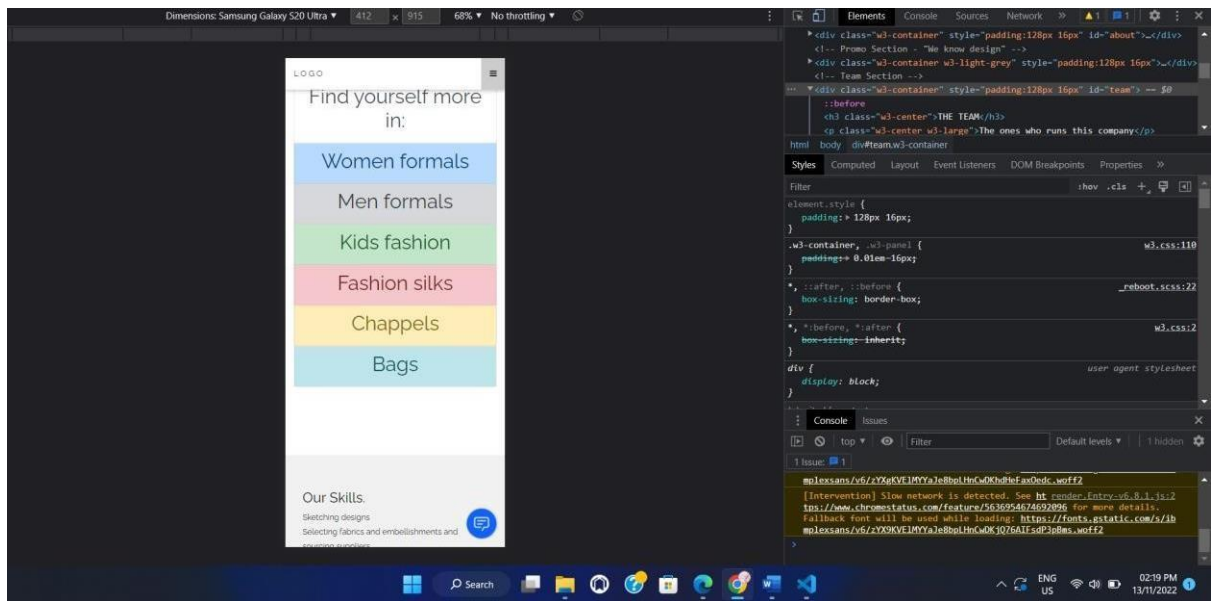 Dimensions: Samsung Galaxy S20 Ultra ▼ 412 × 915 68% ▼ No throttling ▼
LOGO
Find yourself more
in:
Women formals
Men formals
Kids fashion
Fashion silks
Chappels
Bags
Our Skills.
Sketching designs
Selecting fabrics and embellishments and
sourcing suppliers
Elements Console Sources Network » 1 1
<div class="w3-container" style="padding:128px 16px" id="about">…</div>
<!-- Promo Section - "We know design" -->
<div class="w3-container w3-light-grey" style="padding:128px 16px">…</div>
<!-- Team Section -->
<div class="w3-container" style="padding:128px 16px" id="team"> == $0
::before
<h3 class="w3-center">THE TEAM</h3>
<p class="w3-center w3-large">The ones who runs this company</p>
html body div#team.w3-container
Styles Computed Layout Event Listeners DOM Breakpoints Properties »
Filter :hov .cls +
element.style {
padding: 128px 16px;
}
.w3-container, .w3-panel { w3.css:110
padding: 0.01em-16px;
}
*, ::after, ::before { _reboot.scss:22
box-sizing: border-box;
}
*, *:before, *:after { w3.css:2
box-sizing: inherit;
}
div { user agent stylesheet
display: block;
}
Console Issues
top ▼ Filter Default levels ▼ 1 hidden
1 Issue: 1
[Intervention] Slow network is detected. See ht render.Entry-v6.8.1.js:2
tps://www.chromestatus.com/feature/5636954674692096 for more details.
Fallback font will be used while loading: https://fonts.gstatic.com/s/ib
Search
ENG
US
02:19 PM
13/11/2022
1